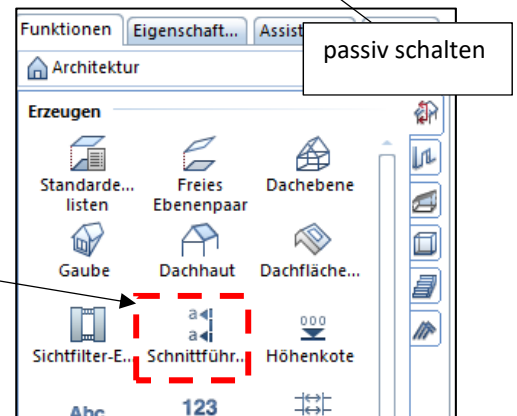 Funktionen Eigenschaft... Assist
passiv schalten
Architektur
Erzeugen
Standarde... Freies Dachebene
listen Ebenenpaar
Gaube Dachhaut Dachfläche...
a
a
000
Sichtfilter-E... Schnittführ.. Höhenkote
Abc 123